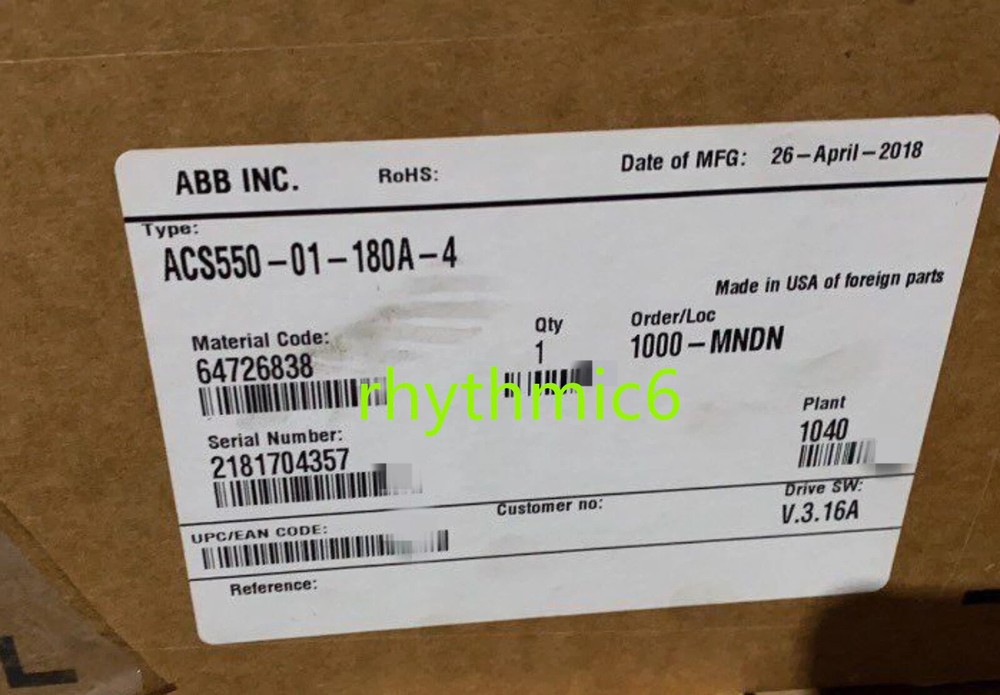 ABB INC. RoHS: Date of MFG: 26-April-2018
Type:
ACS550-01-180A-4
Made in USA of foreign parts
Material Code: Qty Order/Loc
64726838 1 1000-MNDN
rhythmic6
Plant
Serial Number: 1040
2181704357
Drive SW:
Customer no: V.3.16A
UPC/EAN CODE:
Reference:
L